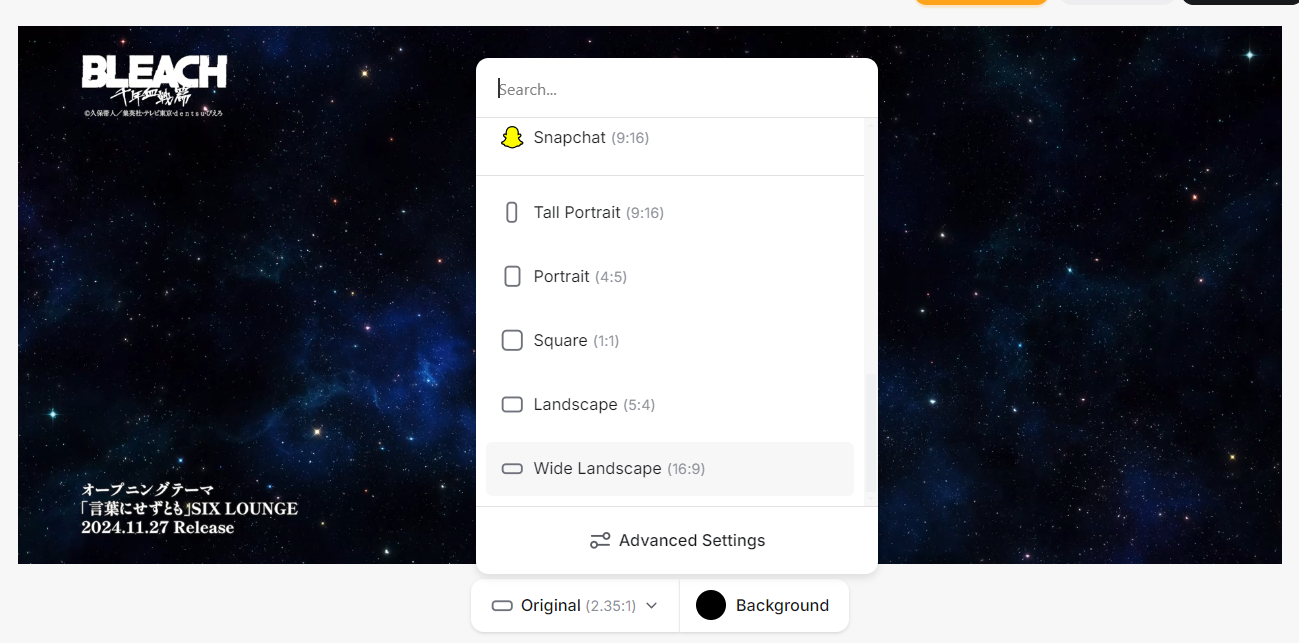 BLEACH
千年血戦篇
©久保帯人／集英社・テレビ東京・dentsu・ぴえろ
Search...
Snapchat (9:16)
Tall Portrait (9:16)
Portrait (4:5)
Square (1:1)
Landscape (5:4)
Wide Landscape (16:9)
Advanced Settings
オープニングテーマ
「言葉にせずとも」SIX LOUNGE
2024.11.27 Release
Original (2.35:1)
Background